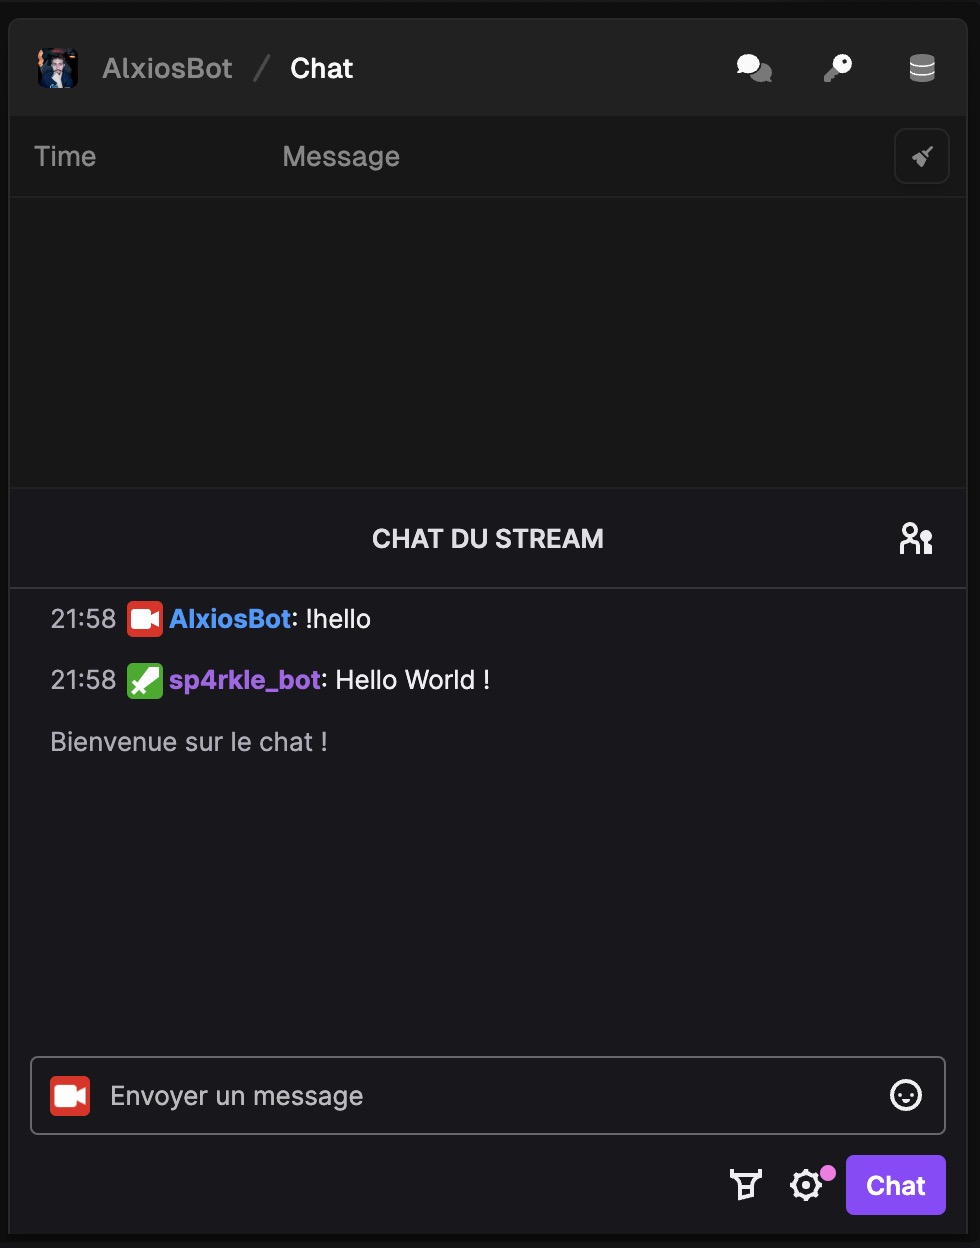 AlxiosBot / Chat
Time Message
CHAT DU STREAM
21:58 AlxiosBot: !hello
21:58 sp4rkle_bot: Hello World !
Bienvenue sur le chat !
Envoyer un message
Chat